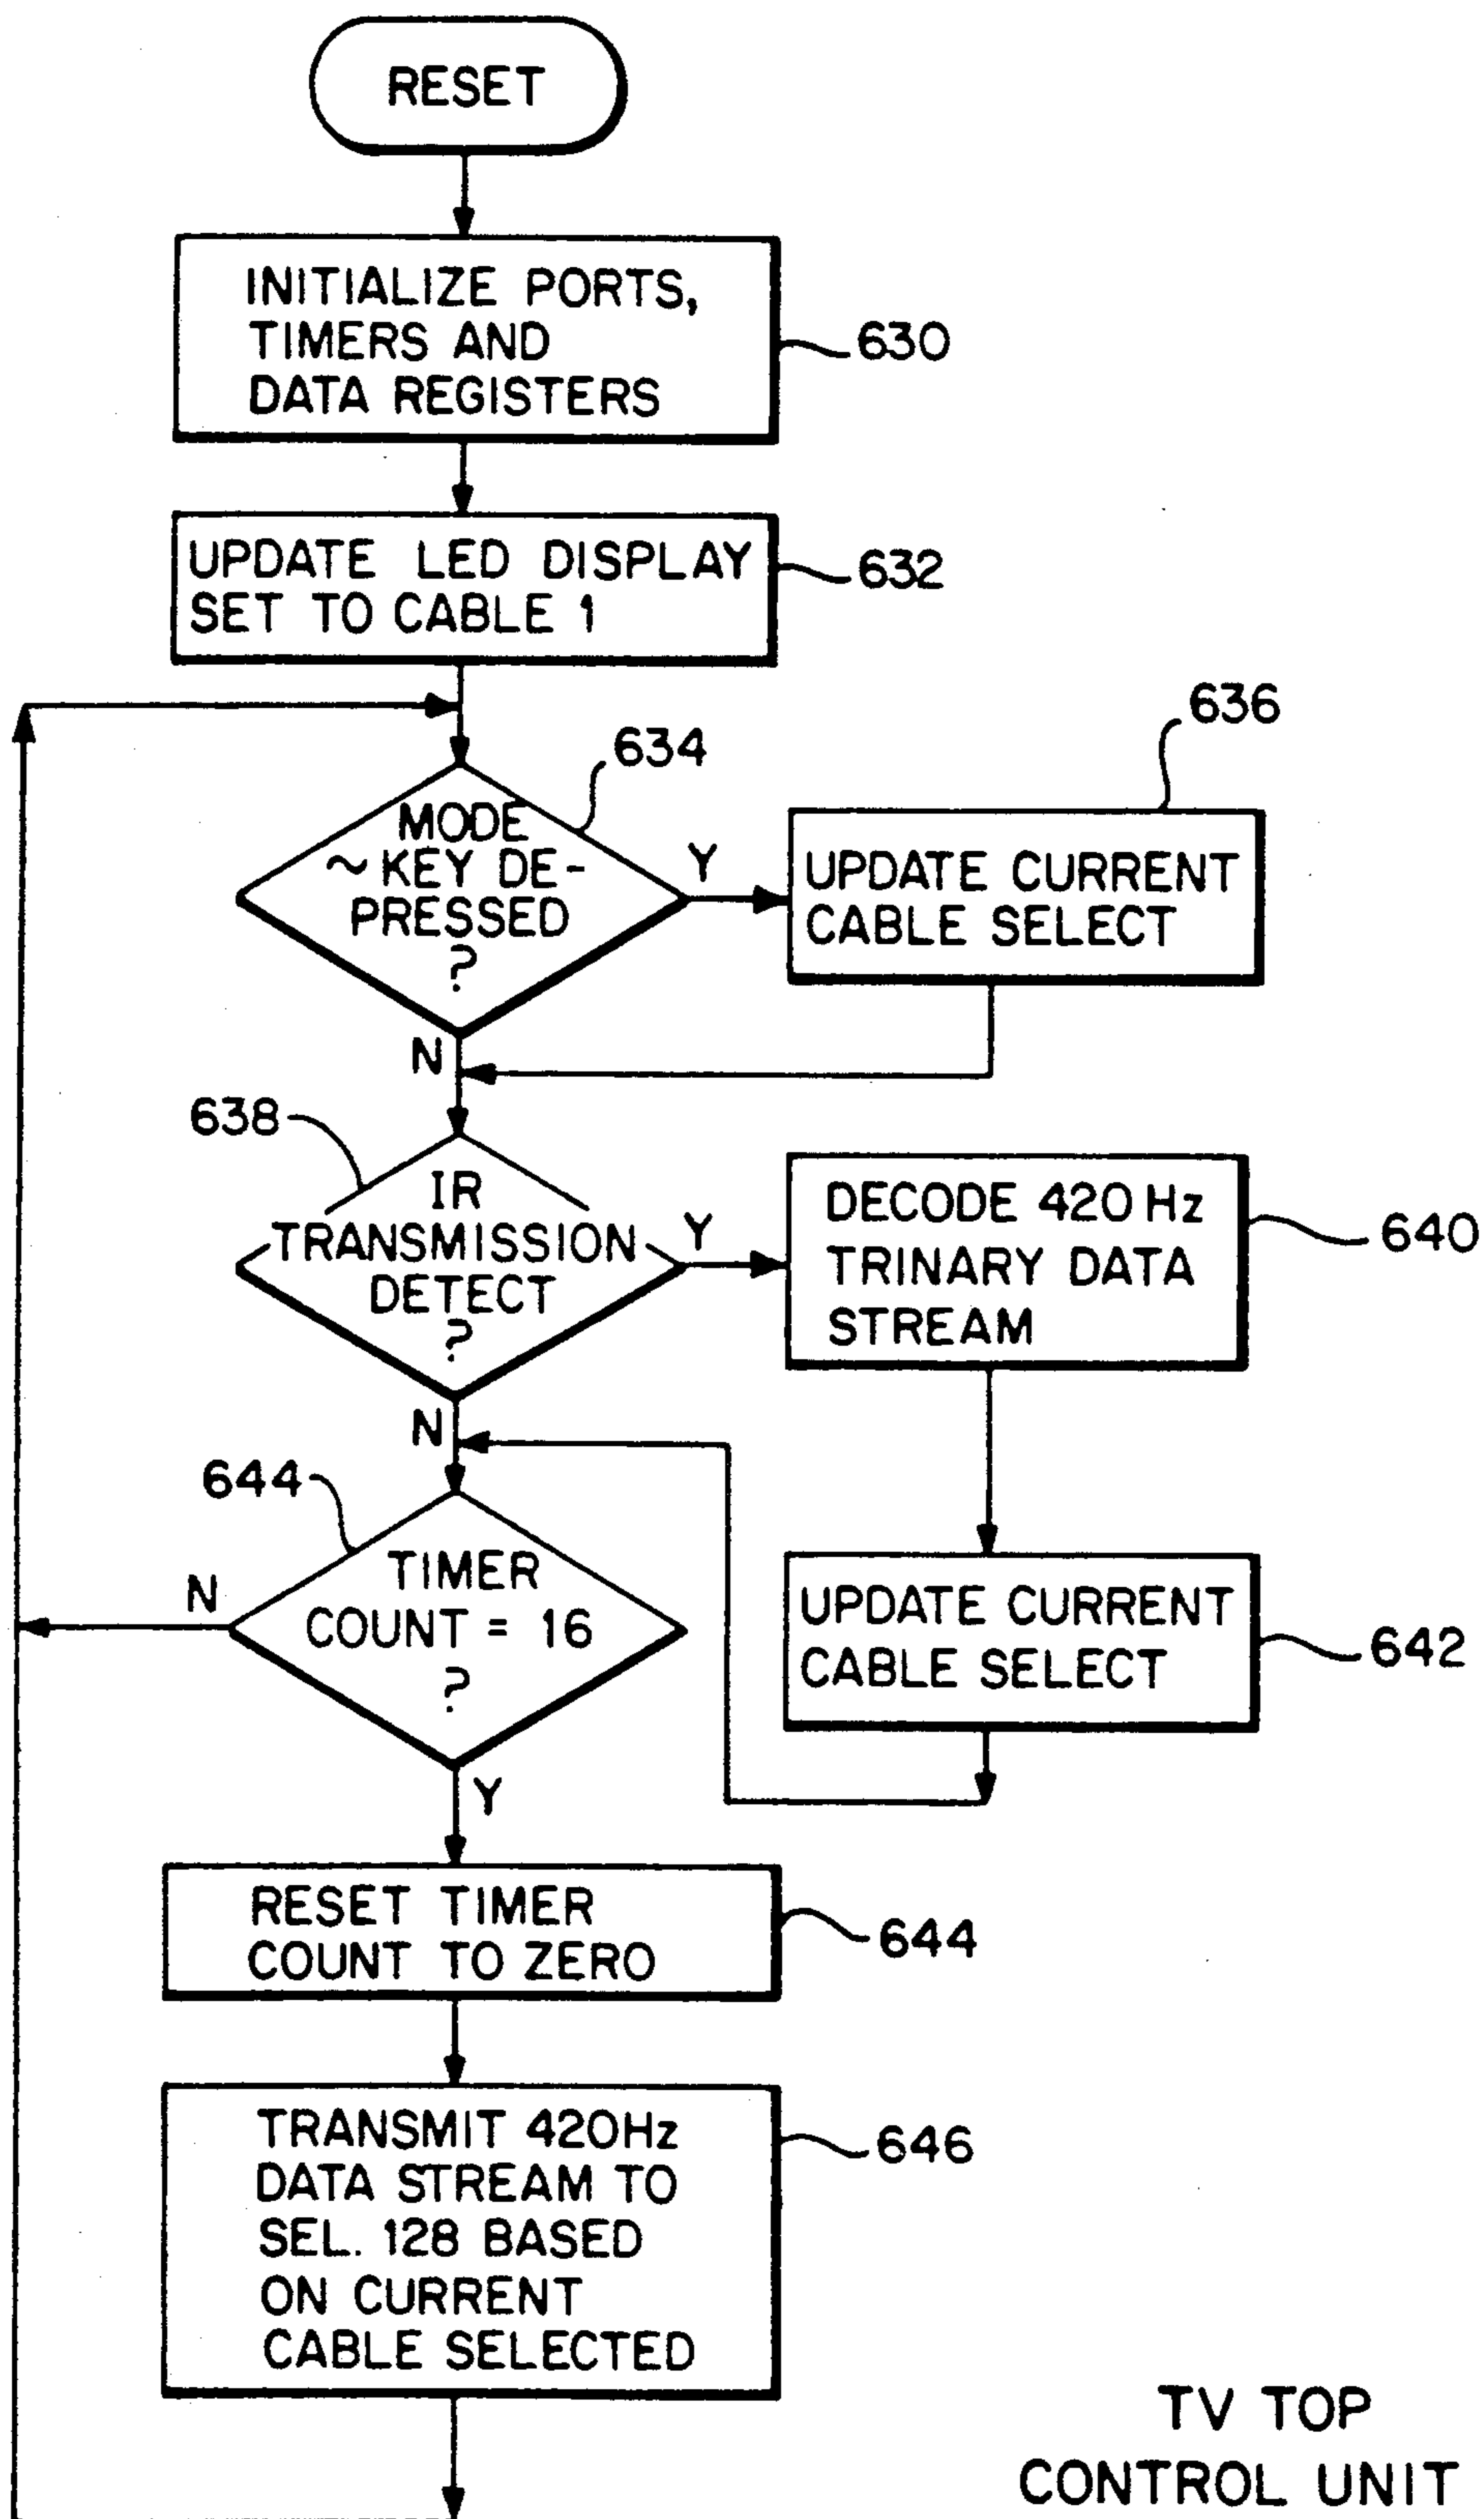 RESET
INITIALIZE PORTS,
TIMERS AND
DATA REGISTERS
630
UPDATE LED DISPLAY
SET TO CABLE 1
632
634
636
MODE
~KEY DE-
PRESSED
?
Y
UPDATE CURRENT
CABLE SELECT
N
638
IR
TRANSMISSION
DETECT
?
Y
DECODE 420 Hz
TRINARY DATA
STREAM
640
N
644
TIMER
COUNT = 16
?
N
Y
UPDATE CURRENT
CABLE SELECT
642
RESET TIMER
COUNT TO ZERO
644
TRANSMIT 420Hz
DATA STREAM TO
SEL. 128 BASED
ON CURRENT
CABLE SELECTED
646
TV TOP
CONTROL UNIT